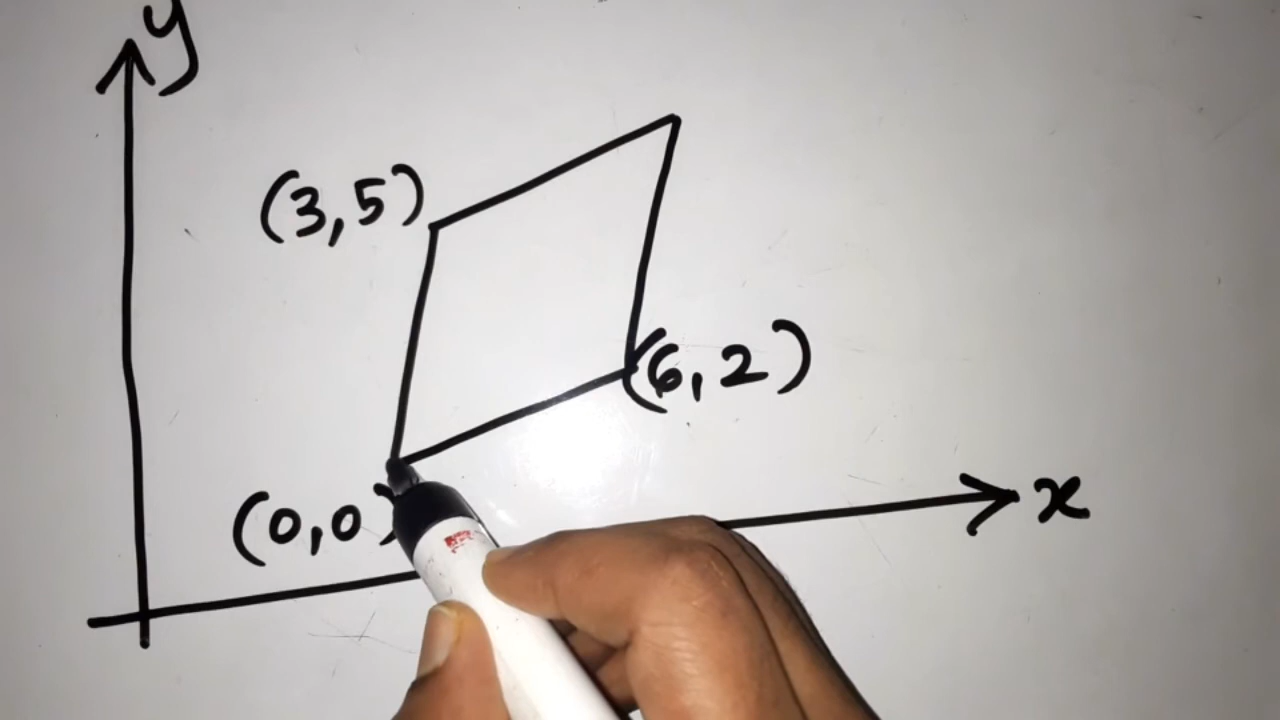 y
(3,5)
(6,2)
(0,0)
x